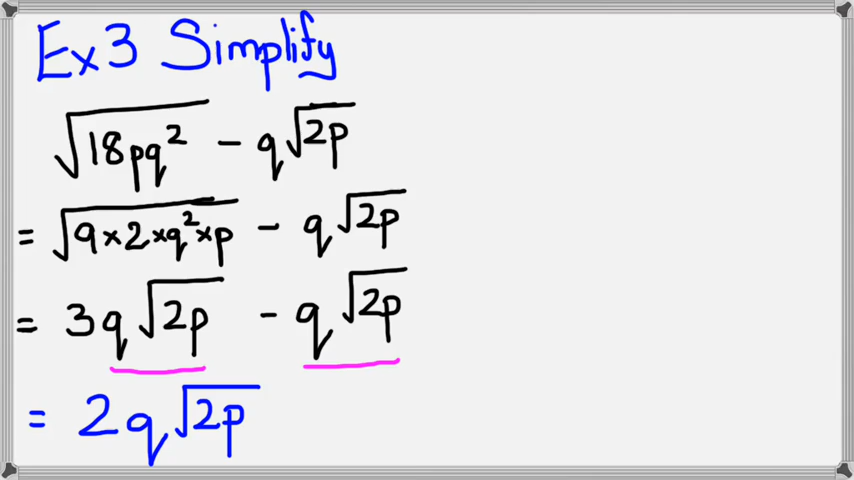 Ex3 Simplify
√18pq² - q√2p
= √9×2×q²×p - q√2p
= 3q√2p - q√2p
= 2q√2p